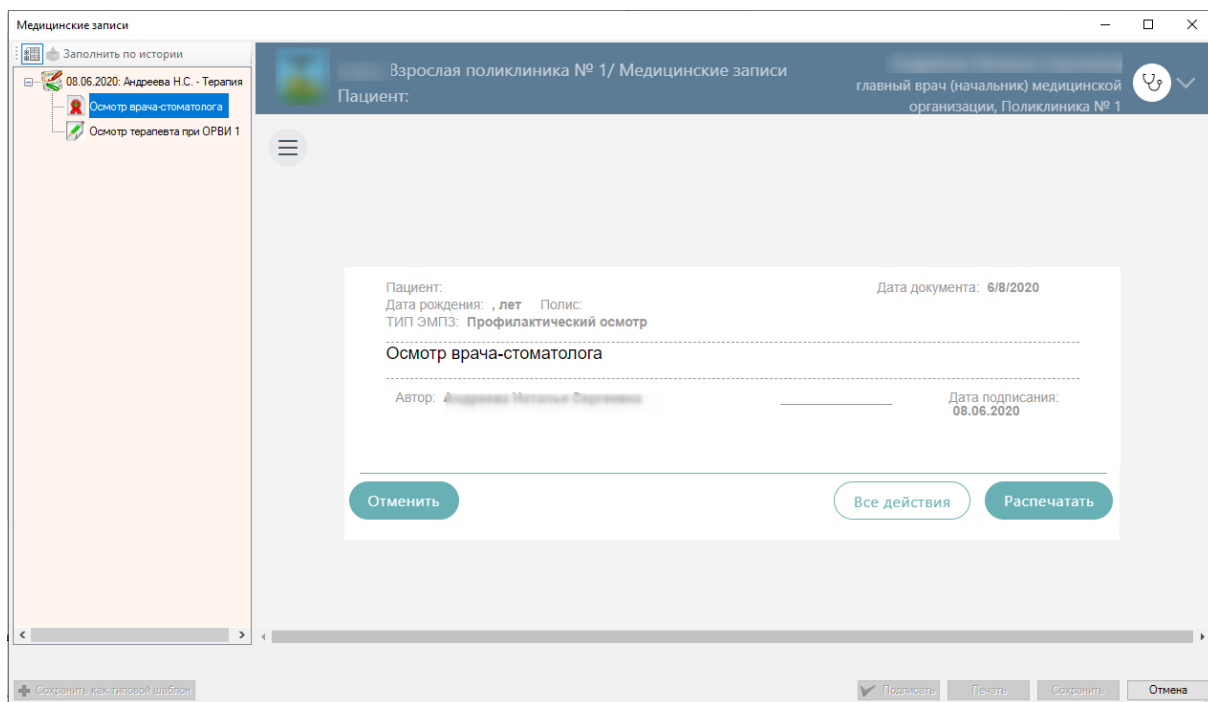 Медицинские записи
Заполнить по истории
08.06.2020: Андреева Н.С. - Терапия
Осмотр врача-стоматолога
Осмотр терапевта при ОРВИ 1
Взрослая поликлиника № 1/ Медицинские записи
Пациент:
главный врач (начальник) медицинской
организации, Поликлиника № 1
Пациент:
Дата документа: 6/8/2020
Дата рождения: , лет Полис:
ТИП ЭМПЗ: Профилактический осмотр
Осмотр врача-стоматолога
Автор:
Дата подписания:
08.06.2020
Отменить
Все действия
Распечатать
Сохранить как типовой шаблон
Подписать
Печать
Сохранить
Отмена